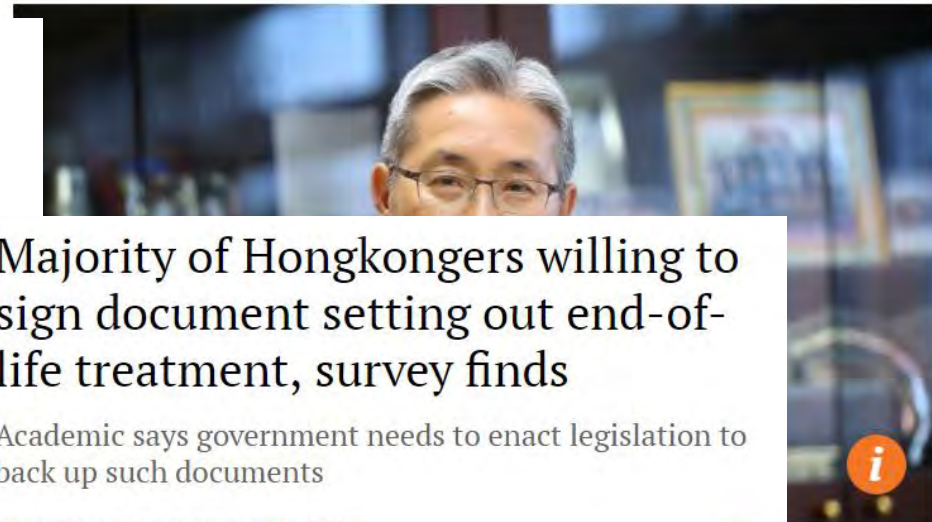 Majority of Hongkongers willing to
sign document setting out end-of-
life treatment, survey finds
Academic says government needs to enact legislation to
back up such documents
i